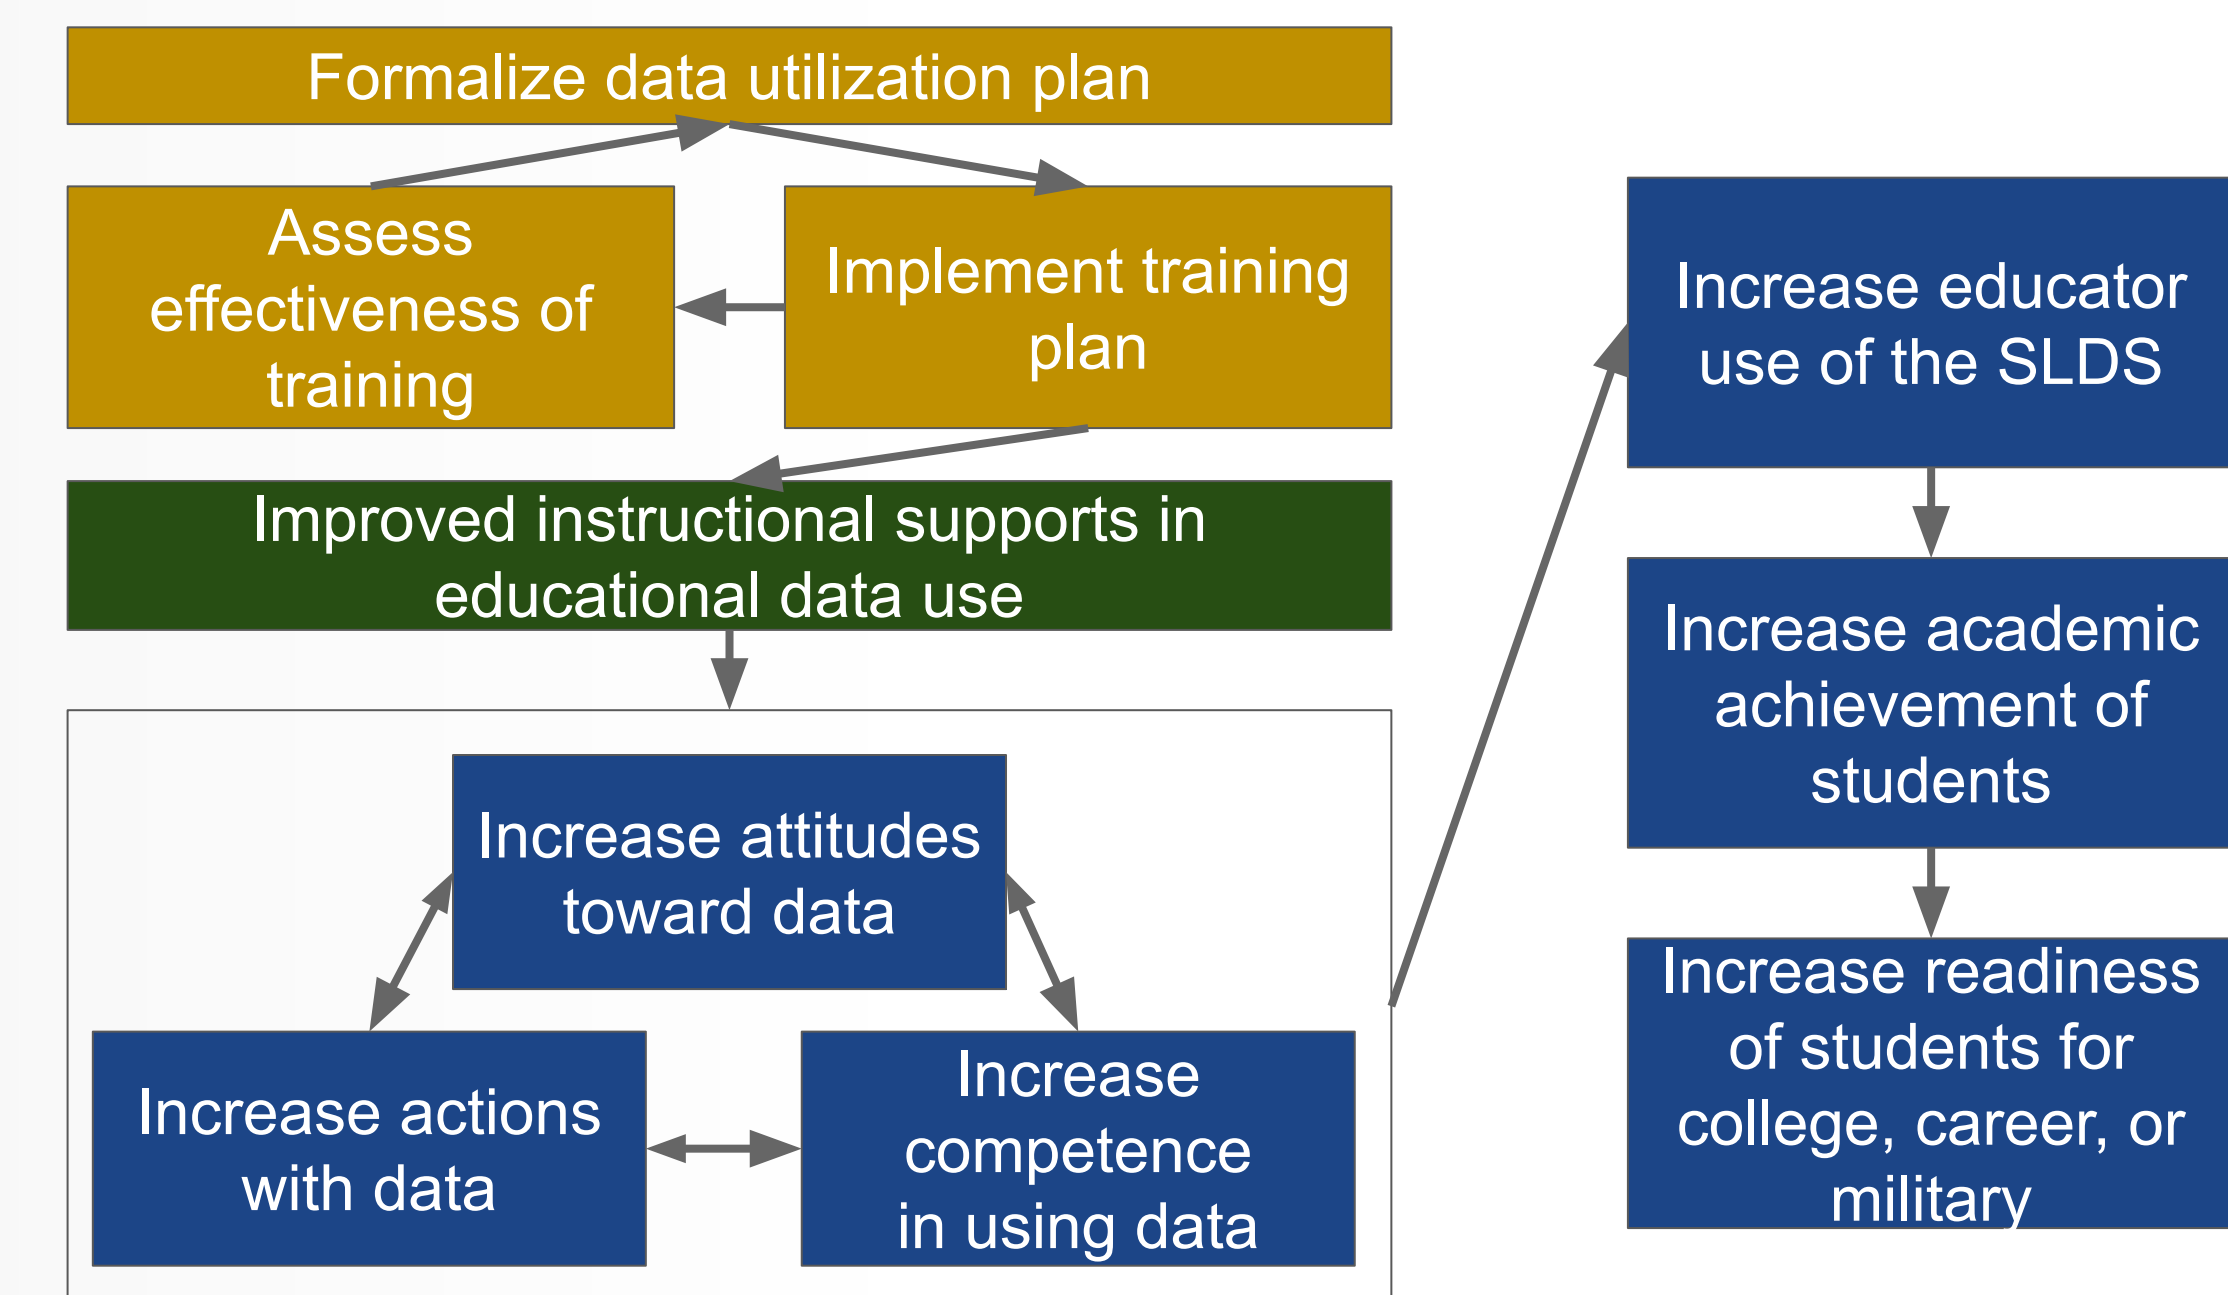 Formalize data utilization plan
Assess
effectiveness of
training
Implement training
plan
Improved instructional supports in
educational data use
Increase attitudes
toward data
Increase actions
with data
Increase
competence
in using data
Increase educator
use of the SLDS
Increase academic
achievement of
students
Increase readiness
of students for
college, career, or
military